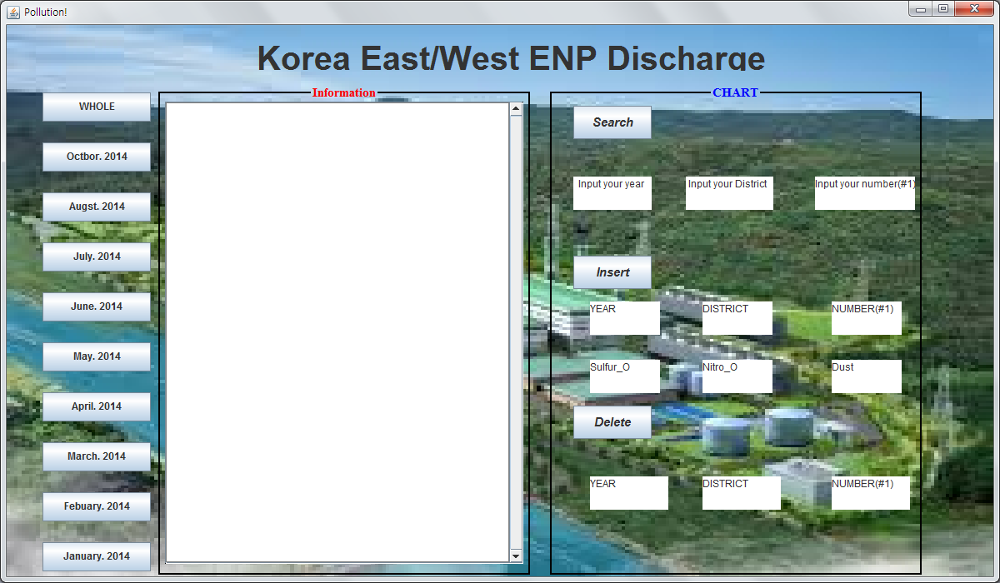 Pollution!
Korea East/West ENP Discharge
WHOLE
Octbor. 2014
Augst. 2014
July. 2014
June. 2014
May. 2014
April. 2014
March. 2014
Febuary. 2014
January. 2014
Information
CHART
Search
Input your year Input your District Input your number(#1)
Insert
YEAR DISTRICT NUMBER(#1)
Sulfur_O Nitro_O Dust
Delete
YEAR DISTRICT NUMBER(#1)